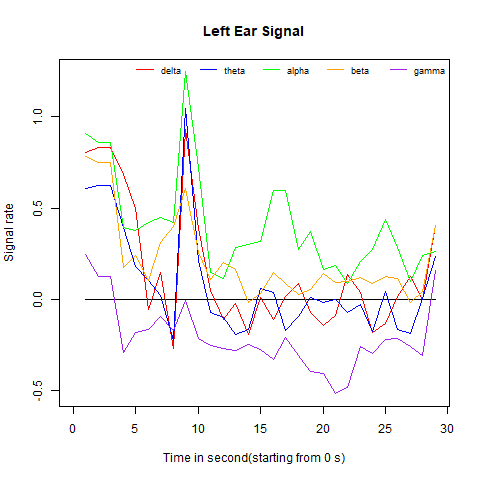 Left Ear Signal
delta theta alpha beta gamma
Signal rate
1.0
0.5
0.0
-0.5
0 5 10 15 20 25 30
Time in second(starting from 0 s)